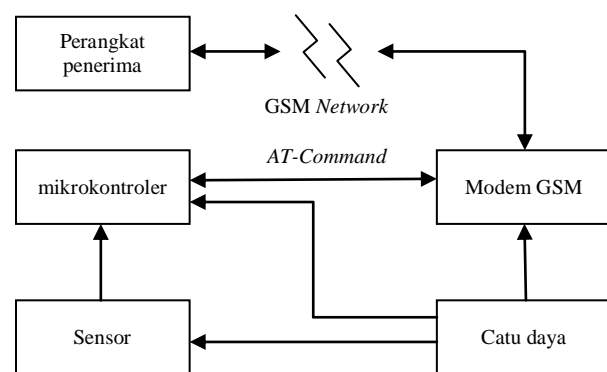 Perangkat
penerima
GSM Network
AT-Command
mikrokontroler
Modem GSM
Sensor
Catu daya